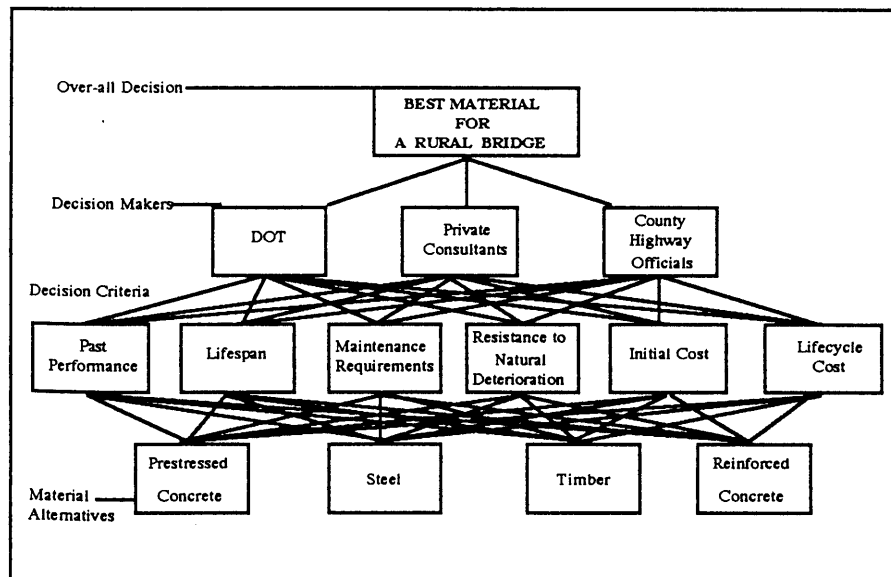 Over-all Decision
BEST MATERIAL
FOR
A RURAL BRIDGE
Decision Makers
DOT
Private
Consultants
County
Highway
Officials
Decision Criteria
Past
Performance
Lifespan
Maintenance
Requirements
Resistance to
Natural
Deterioration
Initial Cost
Lifecycle
Cost
Material
Alternatives
Prestressed
Concrete
Steel
Timber
Reinforced
Concrete